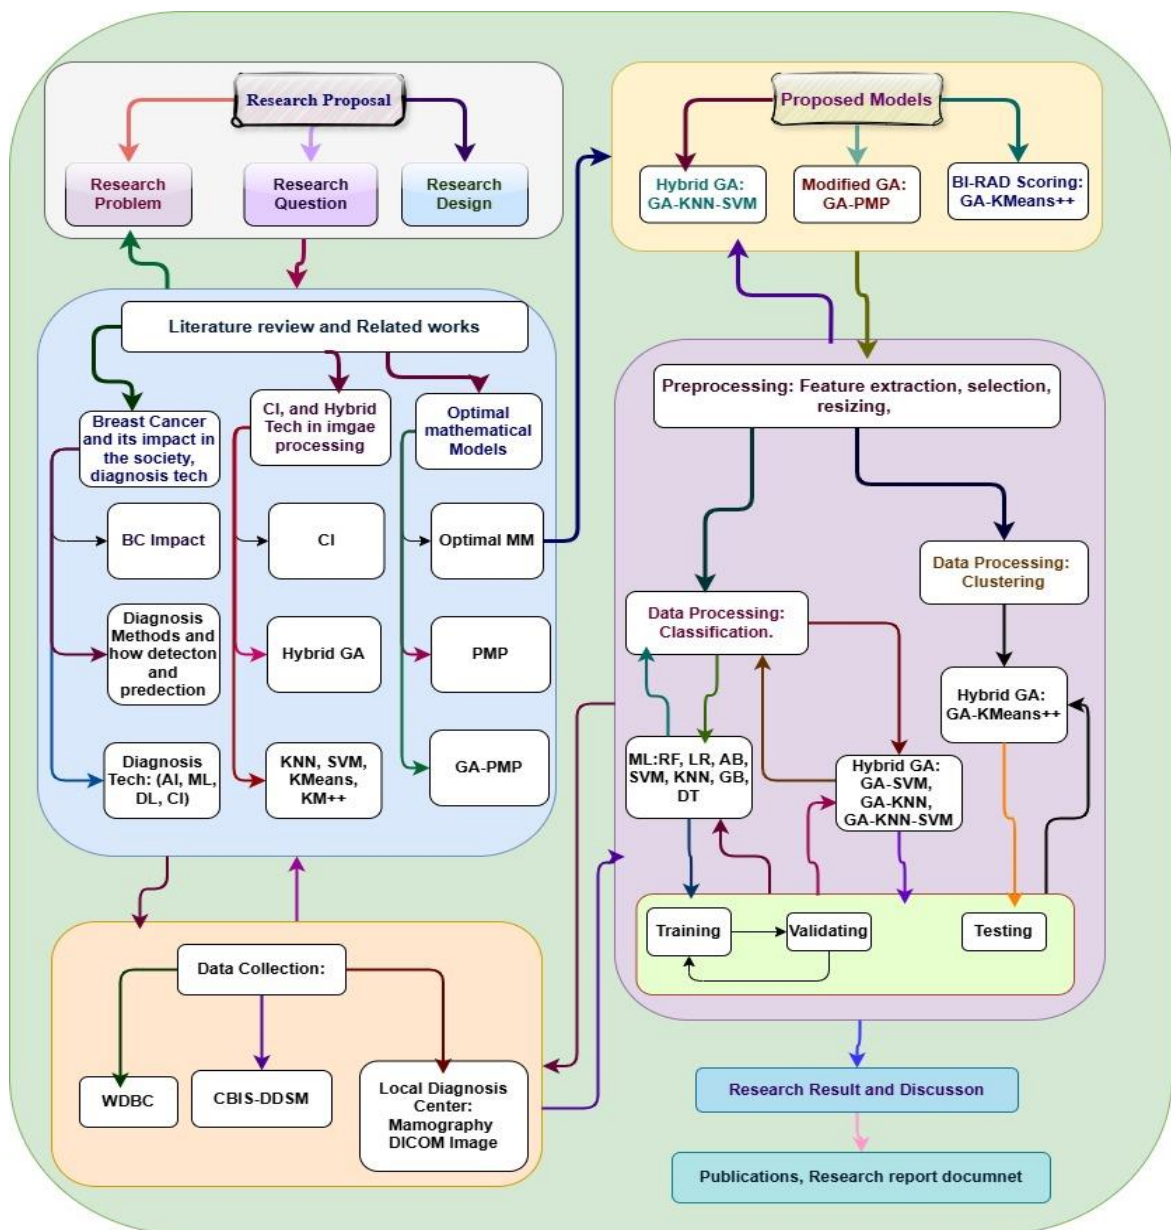 Research Proposal
Research
Problem
Research
Question
Research
Design
Proposed Models
Hybrid GA:
GA-KNN-SVM
Modified GA:
GA-PMP
BI-RAD Scoring:
GA-KMeans++
Literature review and Related works
Breast Cancer
and its impact in
the society,
diagnosis tech
CI, and Hybrid
Tech in imgae
processing
Optimal
mathematical
Models
BC Impact
CI
Optimal MM
Diagnosis
Methods and
how detecton
and
predection
Hybrid GA
PMP
Diagnosis
Tech: (AI, ML,
DL, CI)
KNN, SVM,
KMeans,
KM++
GA-PMP
Preprocessing: Feature extraction, selection,
resizing,
Data Processing:
Clustering
Data Processing:
Classification.
Hybrid GA:
GA-KMeans++
ML:RF, LR, AB,
SVM, KNN, GB,
DT
Hybrid GA:
GA-SVM,
GA-KNN,
GA-KNN-SVM
Training
Validating
Testing
Data Collection:
WDBC
CBIS-DDSM
Local Diagnosis
Center:
Mamography
DICOM Image
Research Result and Discusson
Publications, Research report documnet